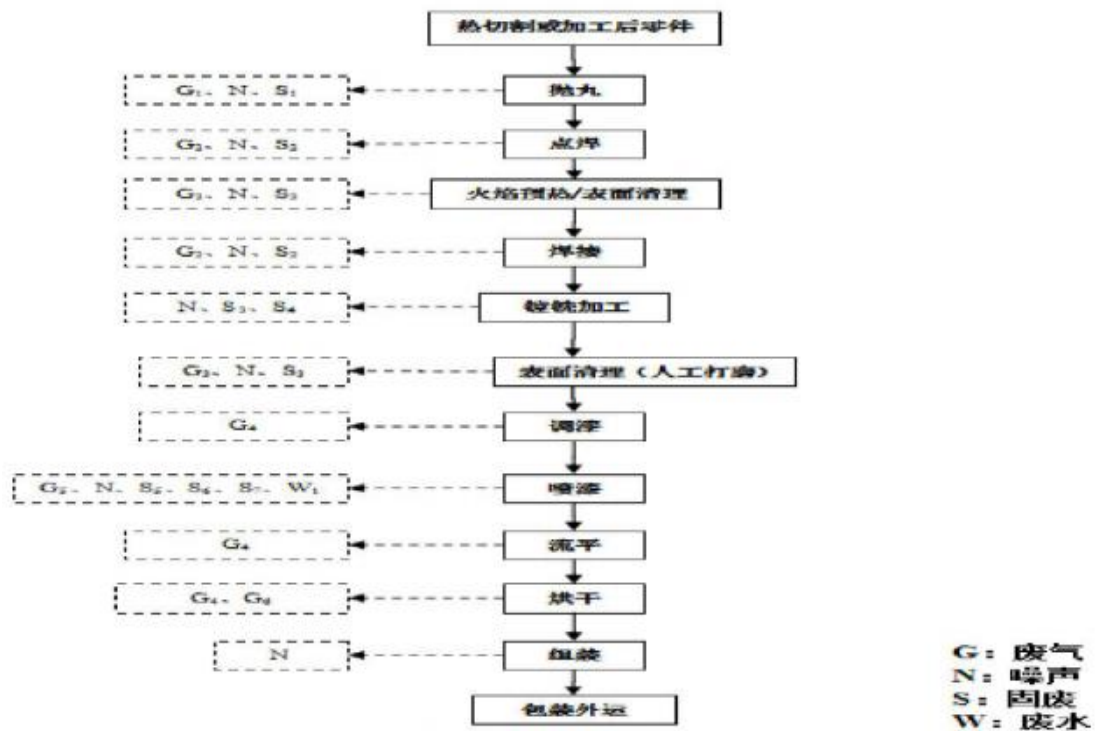 热切割或加工后零件
G₁、N、S₁
抛丸
G₂、N、S₂
点焊
G₃、N、S₃
火焰预热/表面清理
G₂、N、S₂
焊接
N、S₃、S₄
镗铣加工
G₃、N、S₃
表面清理（人工打磨）
G₄
调漆
G₅、N、S₅、S₆、S₇、W₁
喷漆
G₄
流平
G₄、G₆
烘干
N
组装
包装外运
G：废气
N：噪声
S：固废
W：废水